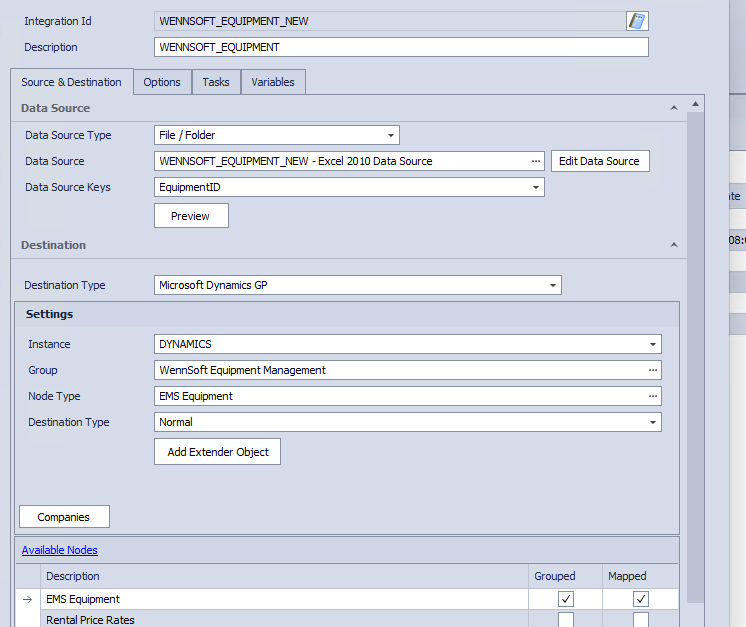 Integration Id WENNSOFT_EQUIPMENT_NEW
Description WENNSOFT_EQUIPMENT
Source & Destination Options Tasks Variables
Data Source
Data Source Type File / Folder
Data Source WENNSOFT_EQUIPMENT_NEW - Excel 2010 Data Source ... Edit Data Source
Data Source Keys EquipmentID
Preview
Destination
Destination Type Microsoft Dynamics GP
Settings
Instance DYNAMICS
Group WennSoft Equipment Management ...
Node Type EMS Equipment ...
Destination Type Normal
Add Extender Object
Companies
Available Nodes
Description Grouped Mapped
EMS Equipment
Rental Price Rates